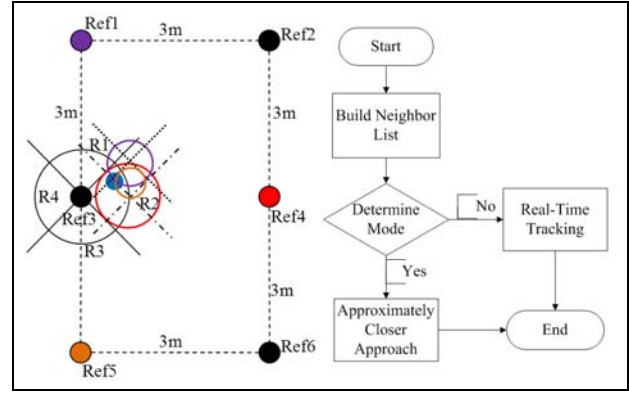 Ref1
3m
Ref2
3m
3m
R1
R4
R2
Ref3
Ref4
R3
3m
3m
Ref5
Ref6
Start
Build Neighbor
List
Determine
Mode
No
Real-Time
Tracking
Yes
Approximately
Closer
Approach
End